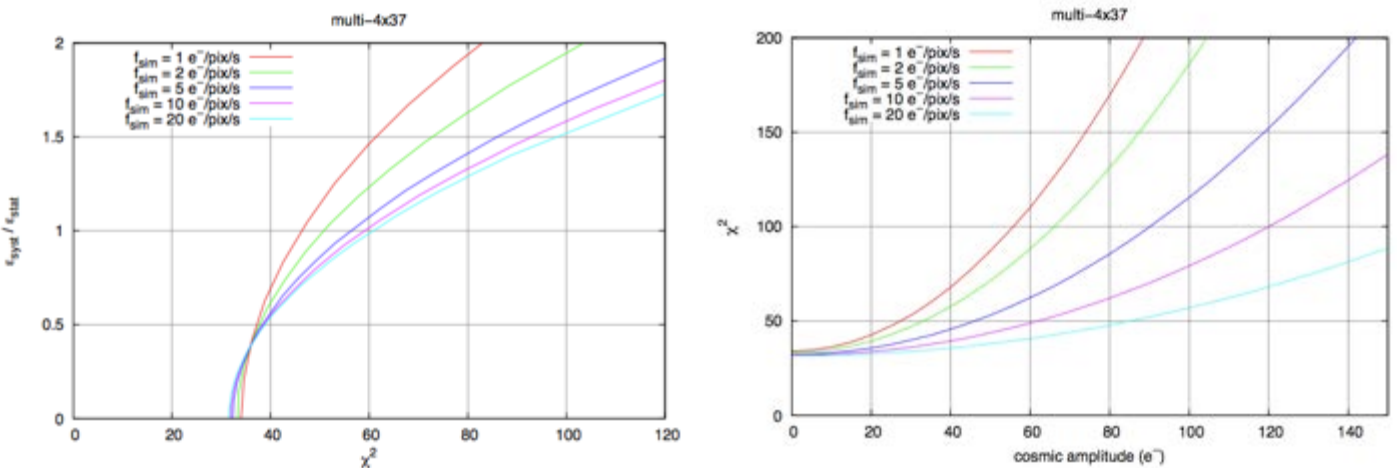 multi-4x37
ε_syst / ε_stat
2
1.5
1
0.5
0
f_sim = 1 e⁻/pix/s
f_sim = 2 e⁻/pix/s
f_sim = 5 e⁻/pix/s
f_sim = 10 e⁻/pix/s
f_sim = 20 e⁻/pix/s
0 20 40 60 80 100 120
χ²
multi-4x37
χ²
200
150
100
50
0
f_sim = 1 e⁻/pix/s
f_sim = 2 e⁻/pix/s
f_sim = 5 e⁻/pix/s
f_sim = 10 e⁻/pix/s
f_sim = 20 e⁻/pix/s
0 20 40 60 80 100 120 140
cosmic amplitude (e⁻)